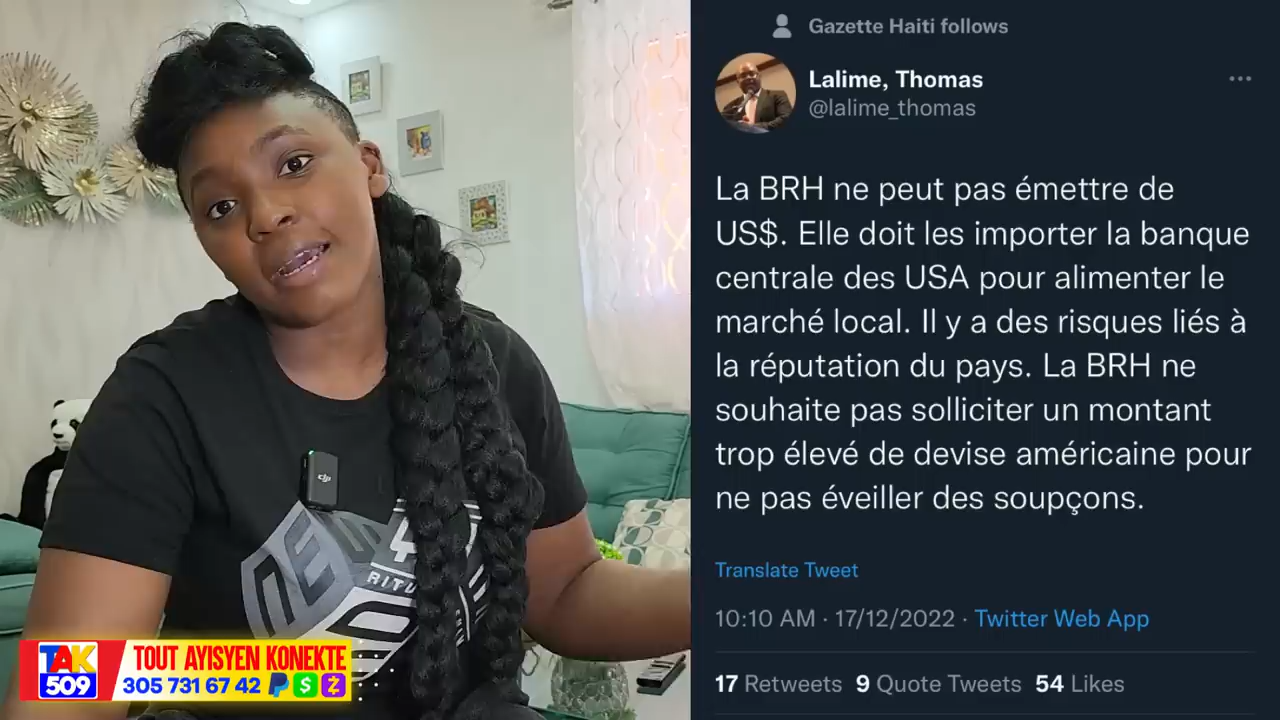 Gazette Haiti follows
Lalime, Thomas
@lalime_thomas
La BRH ne peut pas émettre de
US$. Elle doit les importer la banque
centrale des USA pour alimenter le
marché local. Il y a des risques liés à
la réputation du pays. La BRH ne
souhaite pas solliciter un montant
trop élevé de devise américaine pour
ne pas éveiller des soupçons.
Translate Tweet
10:10 AM · 17/12/2022 · Twitter Web App
17 Retweets 9 Quote Tweets 54 Likes
dji
RITU
TAK
509
TOUT AYISYEN KONEKTE
305 731 67 42